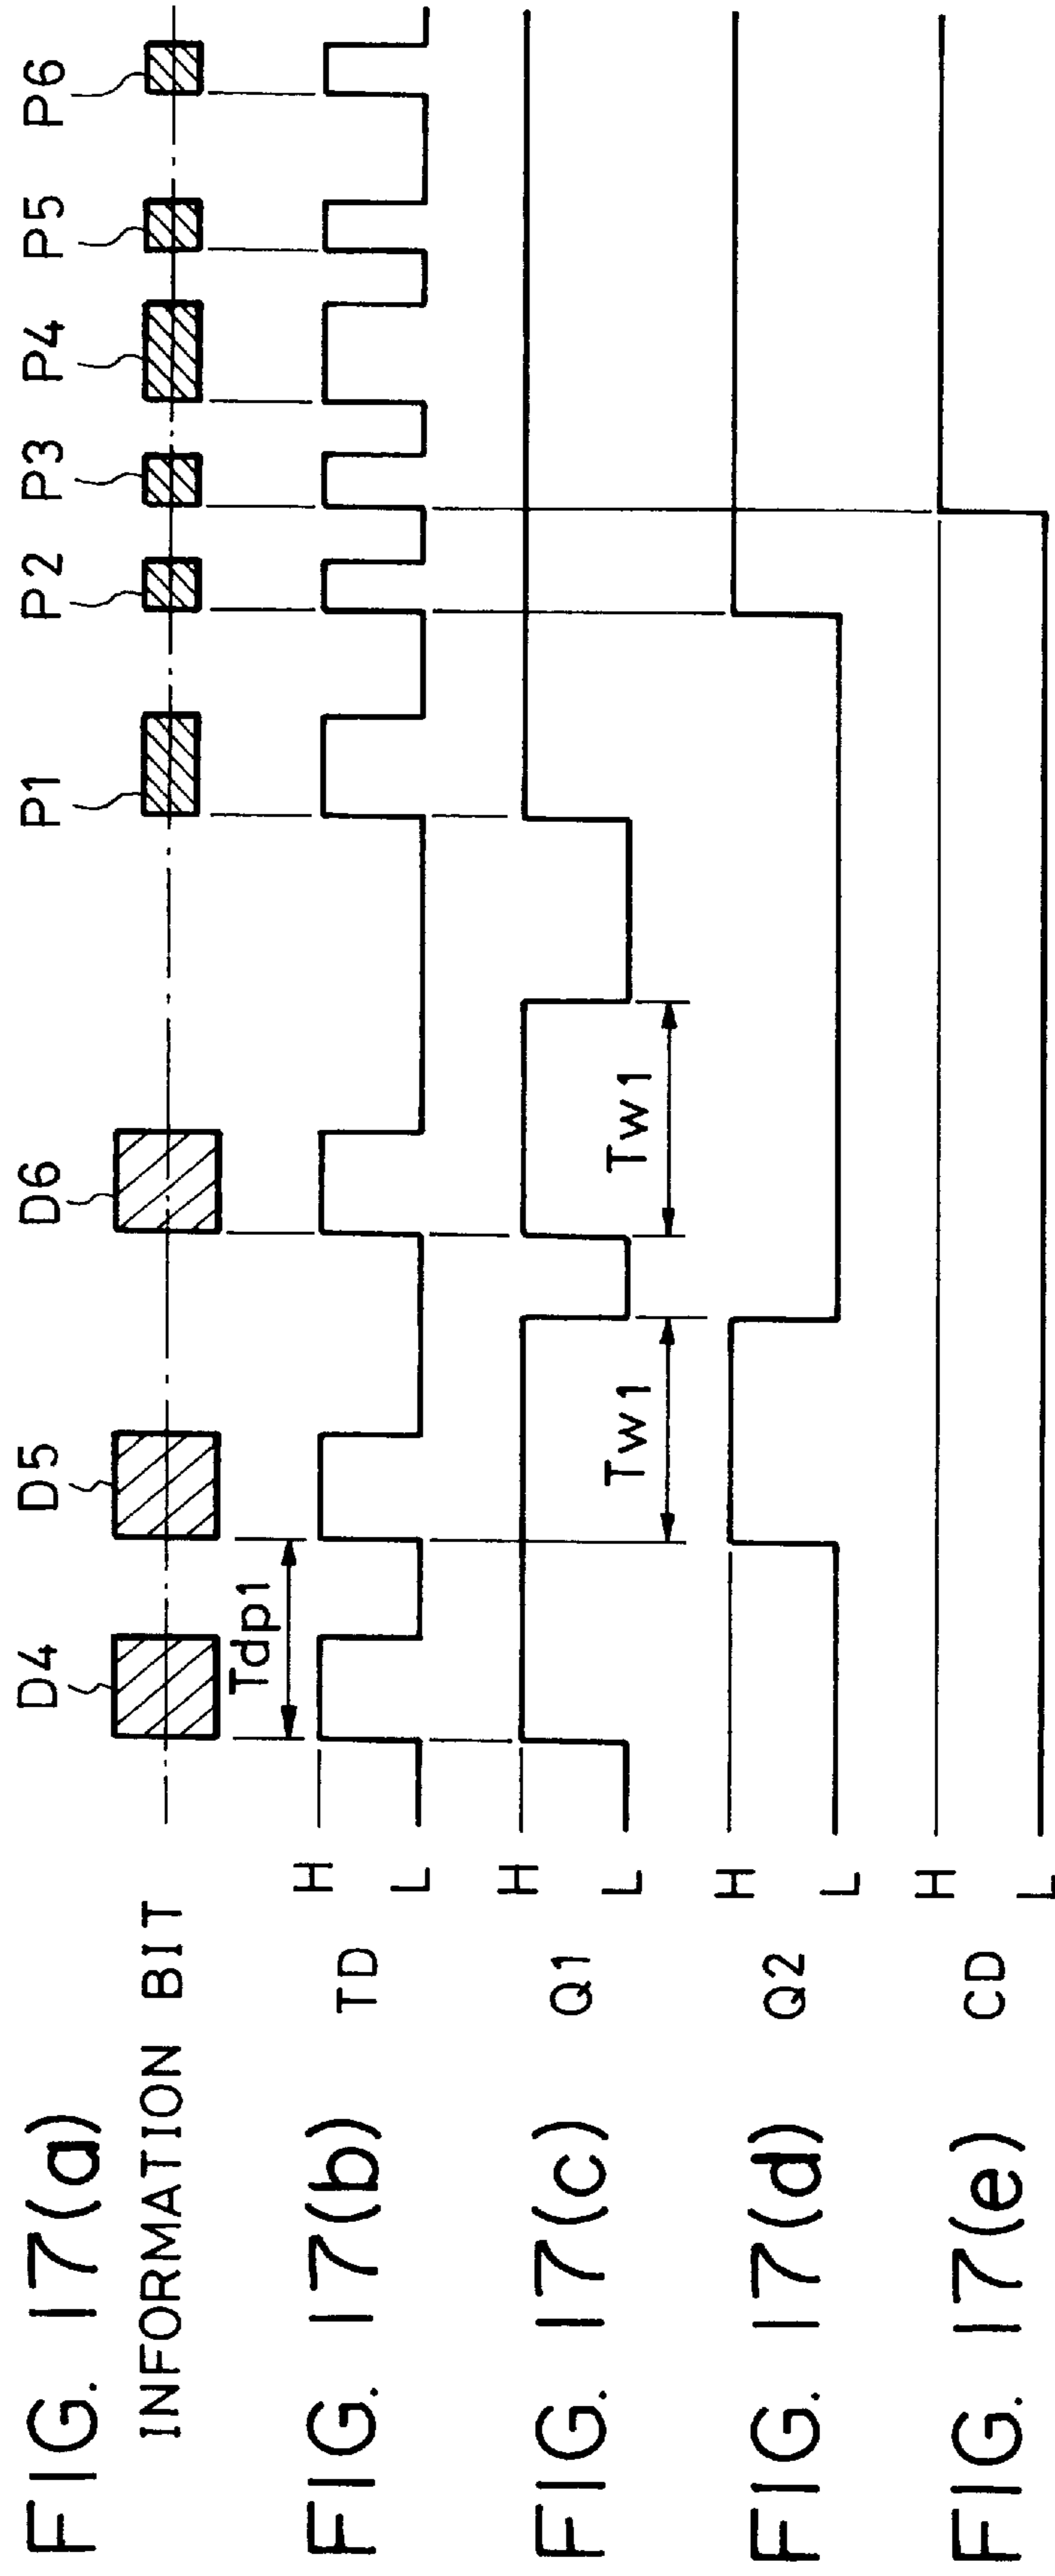 FIG. 17(a)
INFORMATION BIT
D4 D5 D6 P1 P2 P3 P4 P5 P6
Tdp1
FIG. 17(b) TD H L
FIG. 17(c) Q1 H L
Tw1 Tw1
FIG. 17(d) Q2 H L
FIG. 17(e) CD H L